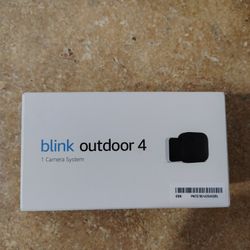 blink outdoor 4
1 Camera System